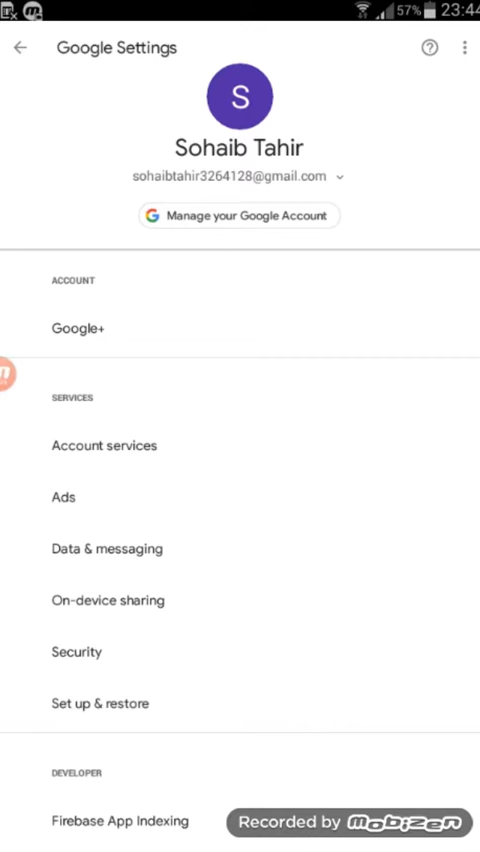 57% 23:44
Google Settings
S
Sohaib Tahir
sohaibtahir3264128@gmail.com
Manage your Google Account
ACCOUNT
Google+
SERVICES
Account services
Ads
Data & messaging
On-device sharing
Security
Set up & restore
DEVELOPER
Firebase App Indexing
Recorded by mobizen